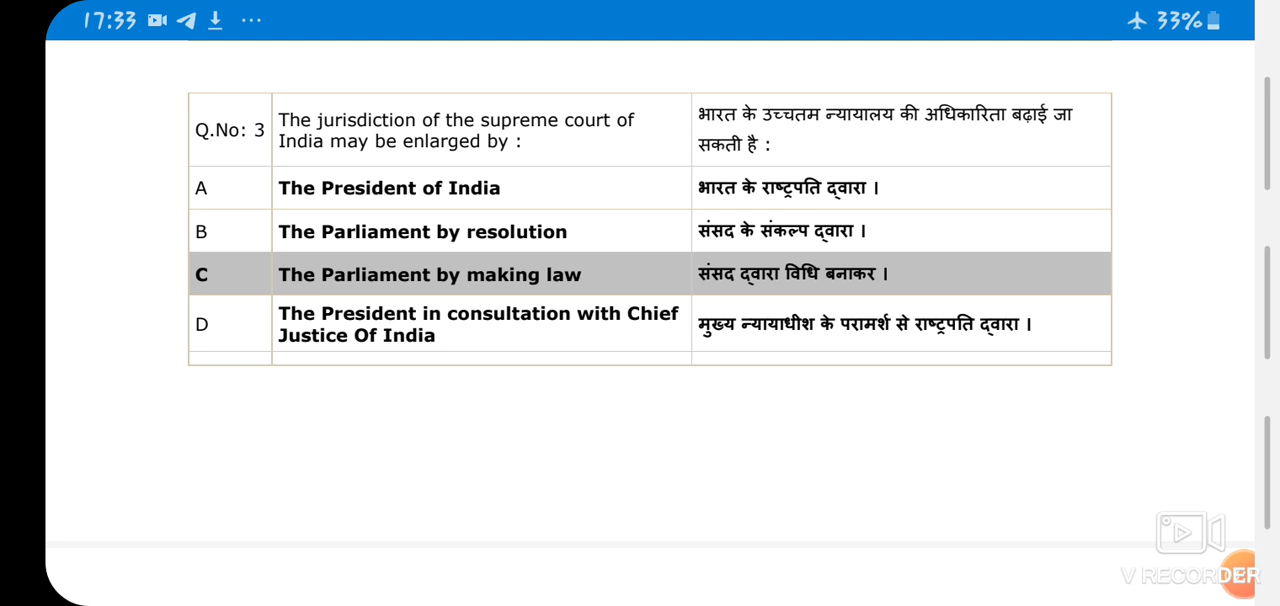 17:33 ... 33%
Q.No: 3
The jurisdiction of the supreme court of
India may be enlarged by :
भारत के उच्चतम न्यायालय की अधिकारिता बढ़ाई जा
सकती है :
A
The President of India
भारत के राष्ट्रपति द्वारा ।
B
The Parliament by resolution
संसद के संकल्प द्वारा ।
C
The Parliament by making law
संसद द्वारा विधि बनाकर ।
D
The President in consultation with Chief
Justice Of India
मुख्य न्यायाधीश के परामर्श से राष्ट्रपति द्वारा ।
V RECORDER